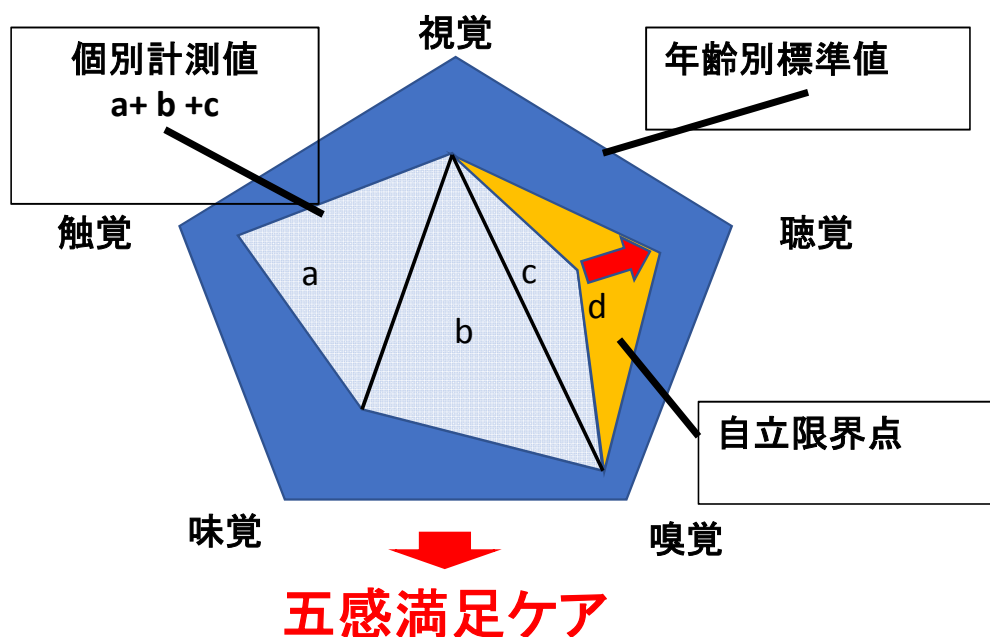 視覚
個別計測値
a+ b +c
年齢別標準値
触覚
聴覚
a
c
b
d
自立限界点
味覚
嗅覚
五感満足ケア